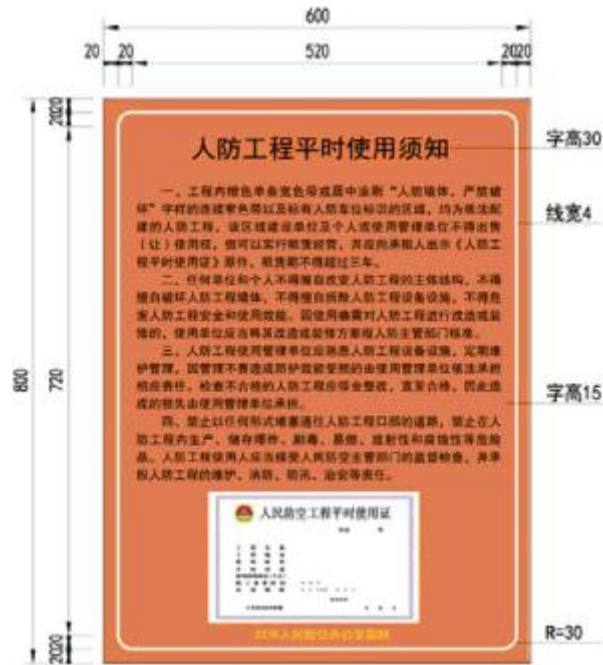 600
20 20 520 20 20
20 20
人防工程平时使用须知
字高30
一、工程内橙色单条宽色带或居中涂刷“人防墙体，严禁破
坏”字样的连续窄色带以及标有人防车位标识的区域，均为依法配
线宽4
建的人防工程，该区域建设单位及个人或使用管理单位不得出售
（让）使用权，但可以实行租赁经营，并应向承租人出示《人防工
程平时使用证》原件，租赁期不得超过三年。
二、任何单位和个人不得擅自改变人防工程的主体结构，不得
擅自破坏人防工程墙体，不得擅自拆除人防工程设备设施，不得危
害人防工程安全和使用效能。因使用确需对人防工程进行改造或装
修的，使用单位应当将其改造或装修方案报人防主管部门核准。
800
720
三、人防工程使用管理单位应熟悉人防工程设备设施，定期维
护管理，因管理不善造成防护效能受损的由使用管理单位依法承担
相应责任，检查不合格的人防工程应得金整改，直至合格，因此造
字高15
成的损失由使用管理单位承担。
四、禁止以任何形式堵塞通往人防工程口部的道路，禁止在人
防工程内生产、储存爆炸、剧毒、易燃、放射性和腐蚀性等危险
品。人防工程使用人应当接受人民防空主管部门的监督检查，并承
担人防工程的维护、消防、防汛、治安等责任。
人民防空工程平时使用证
R=30
20 20